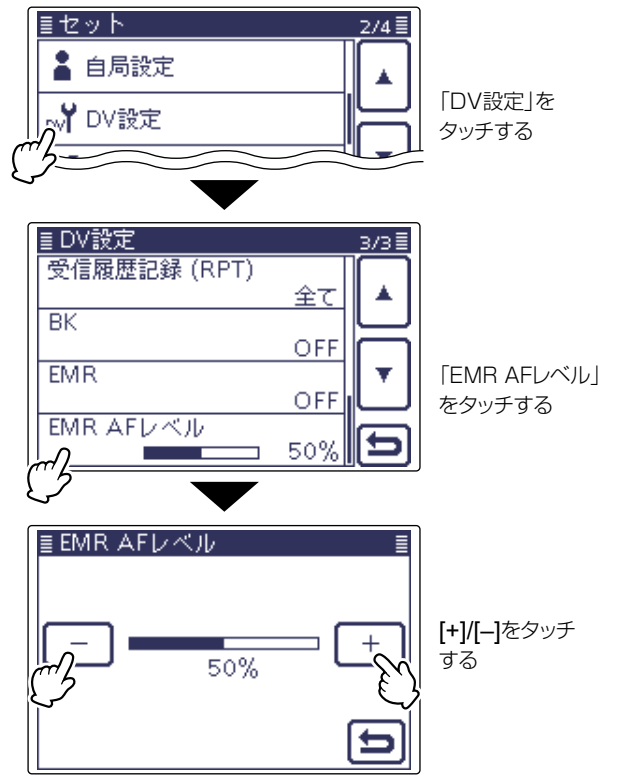 セット 2/4
自局設定
DV DV設定
「DV設定」を
タッチする
DV設定 3/3
受信履歴記録 (RPT)
全て
BK
OFF
EMR
OFF
EMR AFレベル
50%
「EMR AFレベル」
をタッチする
EMR AFレベル
− +
50%
[+]/[–]をタッチ
する